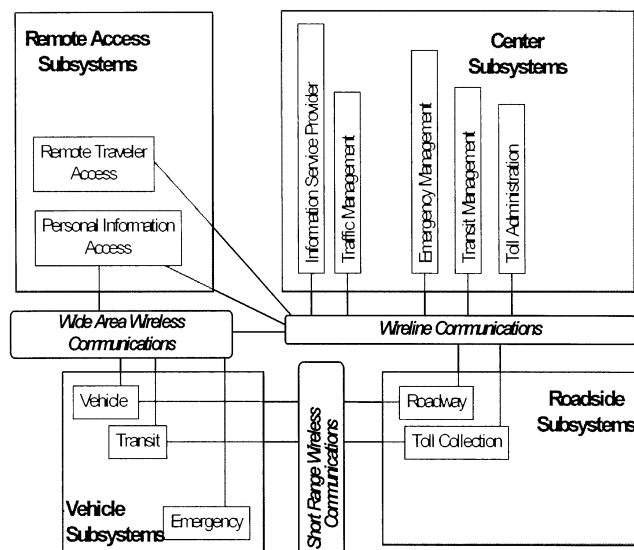 Remote Access
Subsystems
Remote Traveler
Access
Personal Information
Access
Center
Subsystems
Information Service Provider
Traffic Management
Emergency Management
Transit Management
Toll Administration
Wide Area Wireless
Communications
Wireline Communications
Vehicle
Transit
Emergency
Vehicle
Subsystems
Short Range Wireless
Communications
Roadway
Toll Collection
Roadside
Subsystems